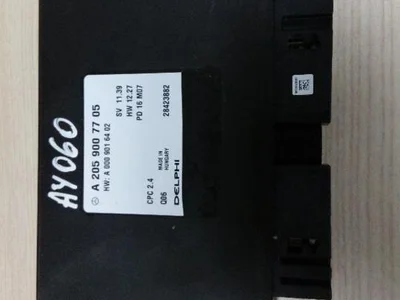 AY060
A 205 900 77 05
HW: A 000 901 64 02
SV 11.39
HW 12.27
PD 16 M07
28423882
CPC 2.4
MADE IN
HUNGARY
Q06
DELPHI